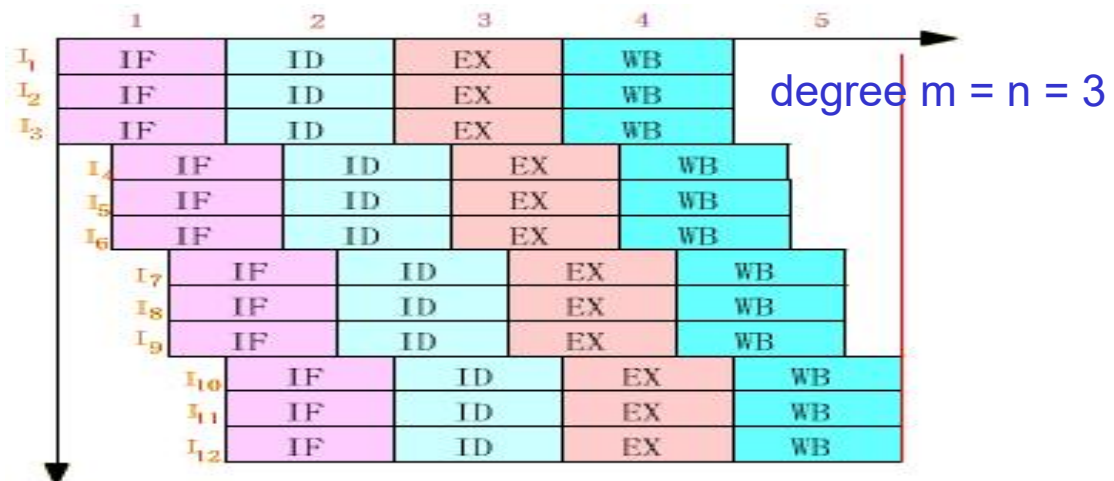 1 2 3 4 5
I1 IF ID EX WB
I2 IF ID EX WB
degree m = n = 3
I3 IF ID EX WB
I4 IF ID EX WB
I5 IF ID EX WB
I6 IF ID EX WB
I7 IF ID EX WB
I8 IF ID EX WB
I9 IF ID EX WB
I10 IF ID EX WB
I11 IF ID EX WB
I12 IF ID EX WB